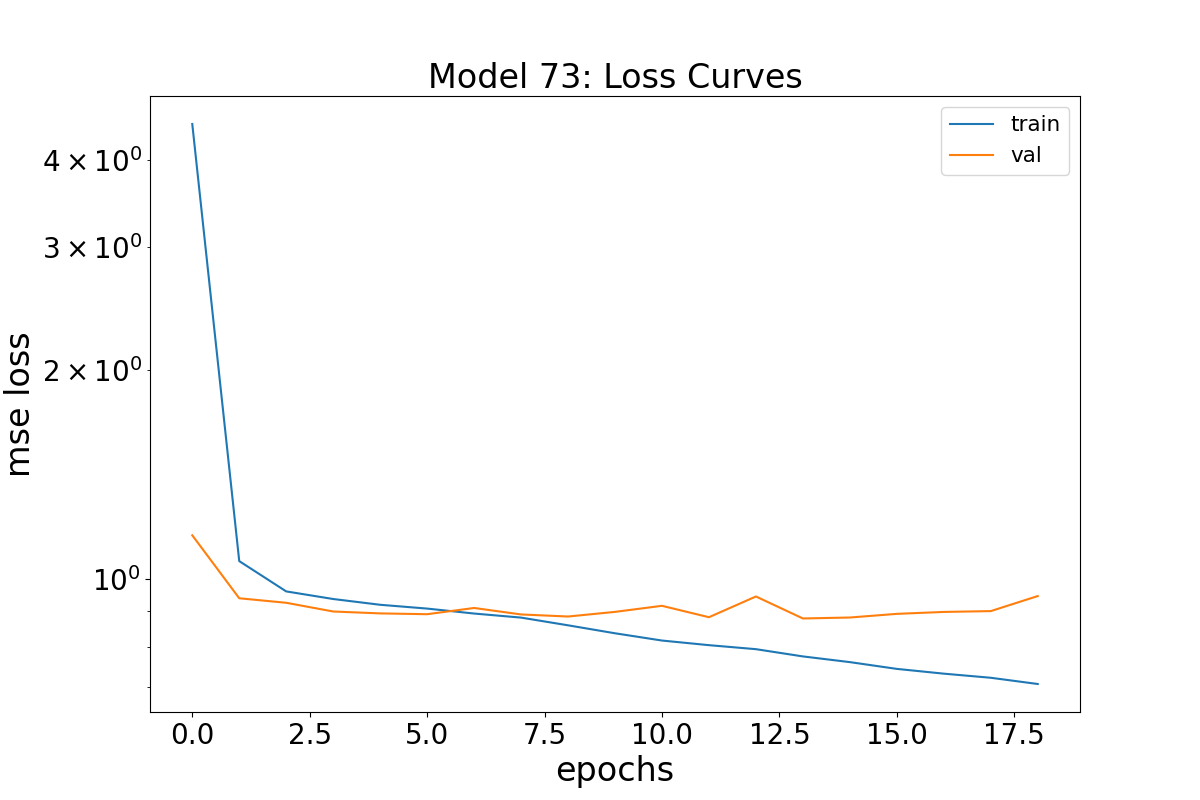 Model 73: Loss Curves
train
val
4 × 10⁰
3 × 10⁰
2 × 10⁰
10⁰
mse loss
0.0 2.5 5.0 7.5 10.0 12.5 15.0 17.5
epochs